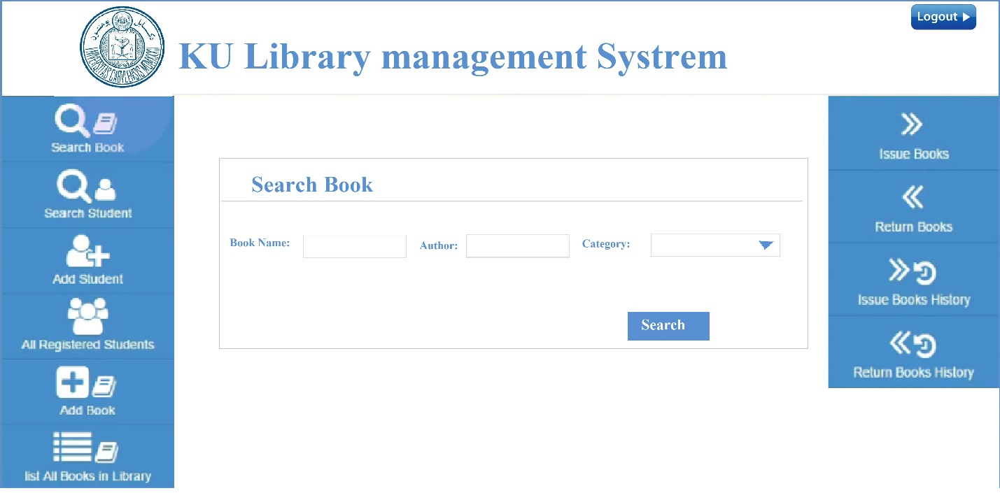 KU Library management Systrem
Logout
Search Book
Search Student
Add Student
All Registered Students
Add Book
list All Books in Library
Search Book
Book Name:
Author:
Category:
Search
Issue Books
Return Books
Issue Books History
Return Books History